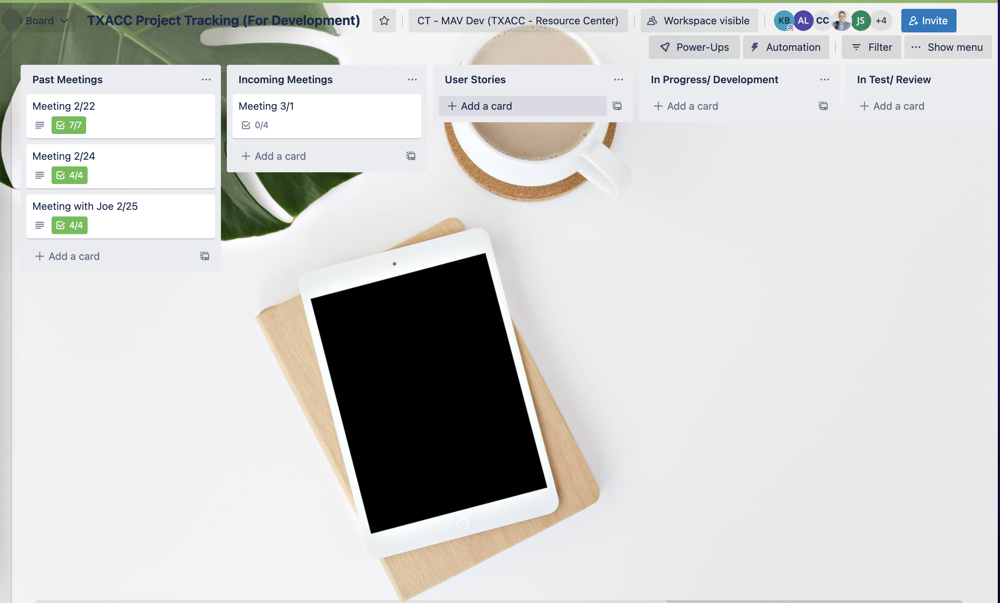 Board
TXACC Project Tracking (For Development)
CT - MAV Dev (TXACC - Resource Center)
Workspace visible
KB
AL
CC
JS
+4
Invite
Power-Ups
Automation
Filter
Show menu
Past Meetings
Meeting 2/22
7/7
Meeting 2/24
4/4
Meeting with Joe 2/25
4/4
+ Add a card
Incoming Meetings
Meeting 3/1
0/4
+ Add a card
User Stories
+ Add a card
In Progress/ Development
+ Add a card
In Test/ Review
+ Add a card